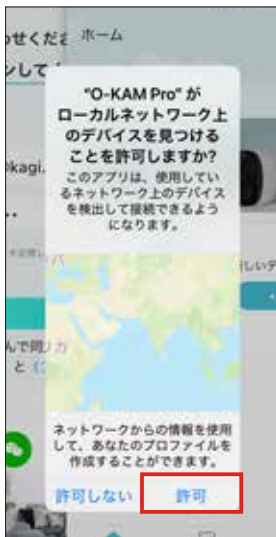 ホーム
"O-KAM Pro" が
ローカルネットワーク上
のデバイスを見つける
ことを許可しますか?
このアプリは、使用してい
るネットワーク上のデバイス
を検出して接続できるよう
になります。
ネットワークからの情報を使用
して、あなたのプロファイルを
作成することができます。
許可しない
許可